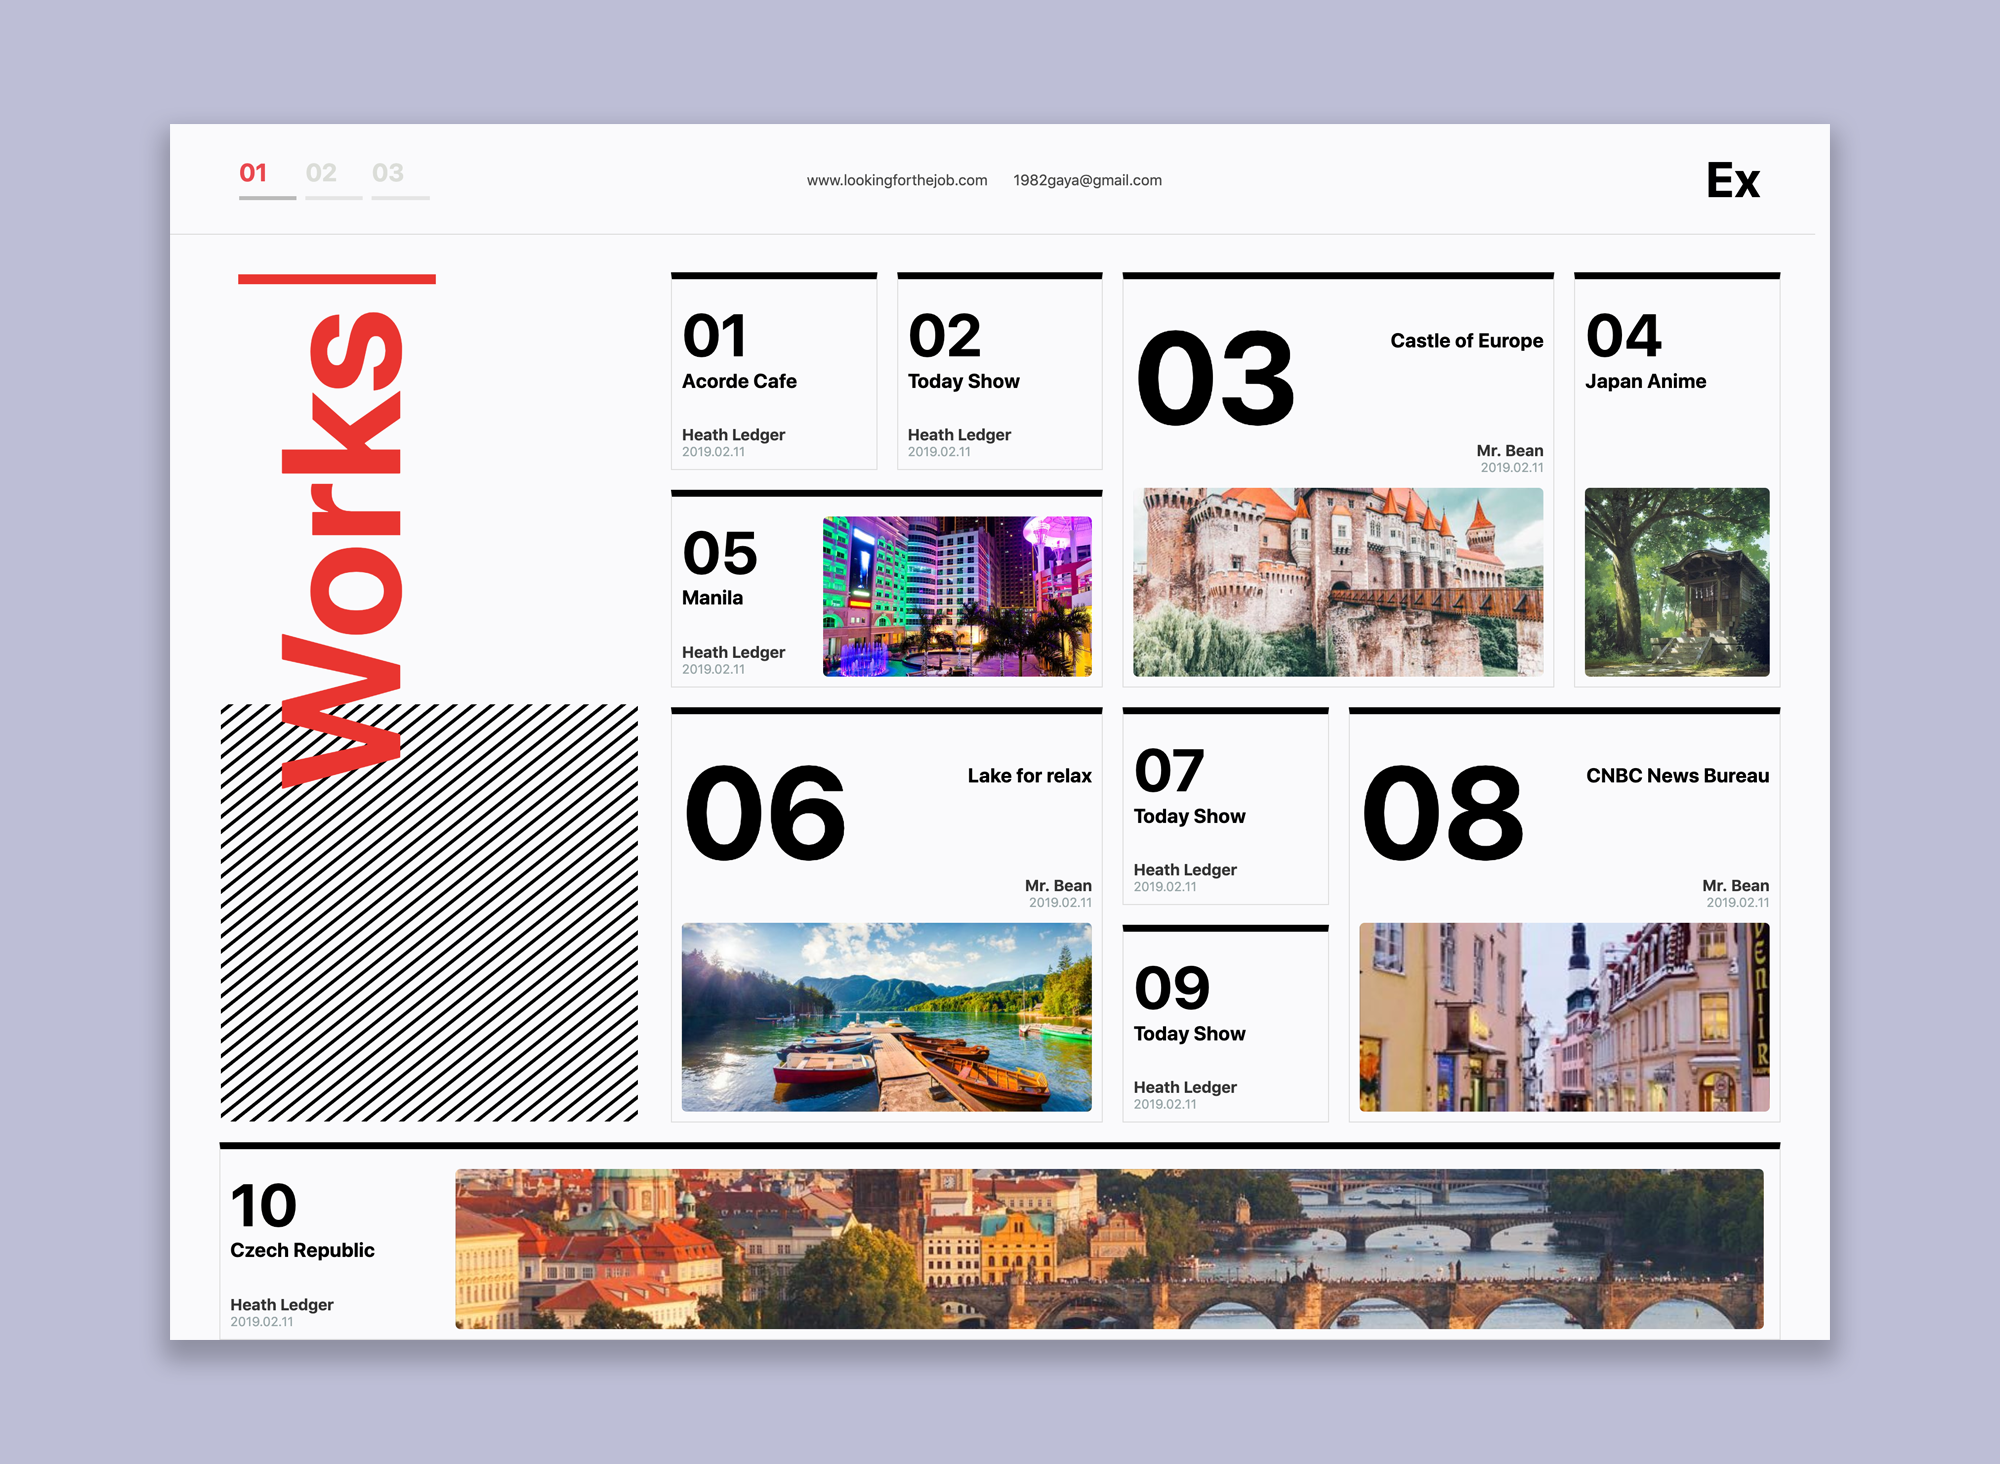 01 02 03
www.lookingforthejob.com 1982gaya@gmail.com
Ex
Works
01
Acorde Cafe
Heath Ledger
2019.02.11
02
Today Show
Heath Ledger
2019.02.11
03
Castle of Europe
Mr. Bean
2019.02.11
04
Japan Anime
05
Manila
Heath Ledger
2019.02.11
06
Lake for relax
Mr. Bean
2019.02.11
07
Today Show
Heath Ledger
2019.02.11
08
CNBC News Bureau
Mr. Bean
2019.02.11
VENIR
09
Today Show
Heath Ledger
2019.02.11
10
Czech Republic
Heath Ledger
2019.02.11